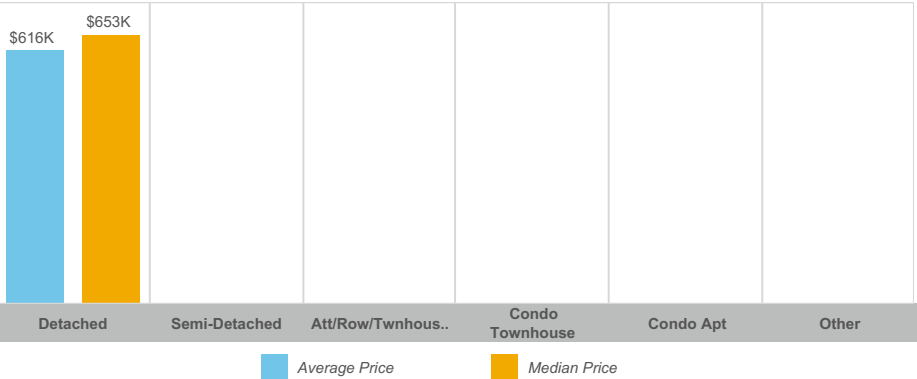 $616K
$653K
Detached
Semi-Detached
Att/Row/Twnhous..
Condo
Townhouse
Condo Apt
Other
Average Price
Median Price